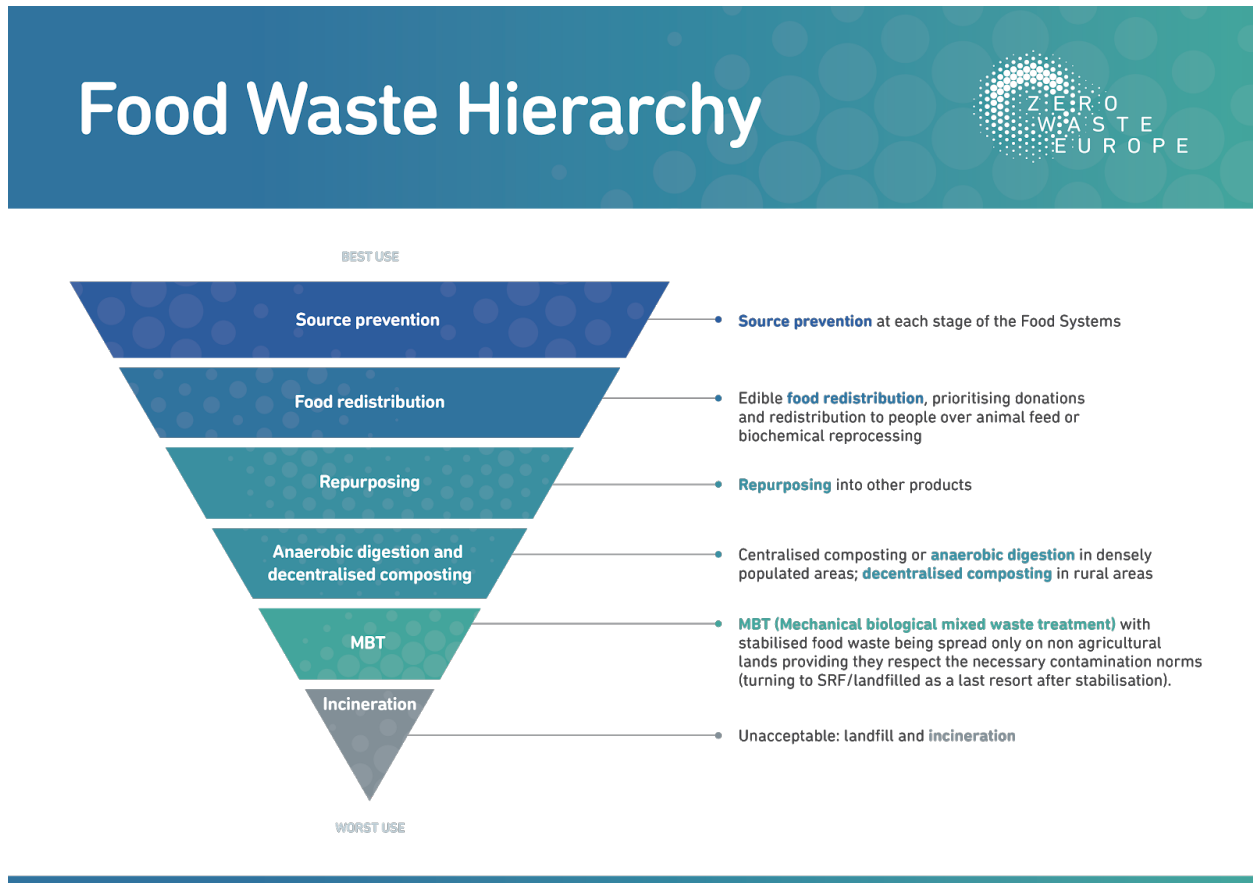 Food Waste Hierarchy
ZERO
WASTE
EUROPE
BEST USE
Source prevention
Source prevention at each stage of the Food Systems
Food redistribution
Edible food redistribution, prioritising donations
and redistribution to people over animal feed or
biochemical reprocessing
Repurposing
Repurposing into other products
Anaerobic digestion and
decentralised composting
Centralised composting or anaerobic digestion in densely
populated areas; decentralised composting in rural areas
MBT
MBT (Mechanical biological mixed waste treatment) with
stabilised food waste being spread only on non agricultural
lands providing they respect the necessary contamination norms
(turning to SRF/landfilled as a last resort after stabilisation).
Incineration
Unacceptable: landfill and incineration
WORST USE